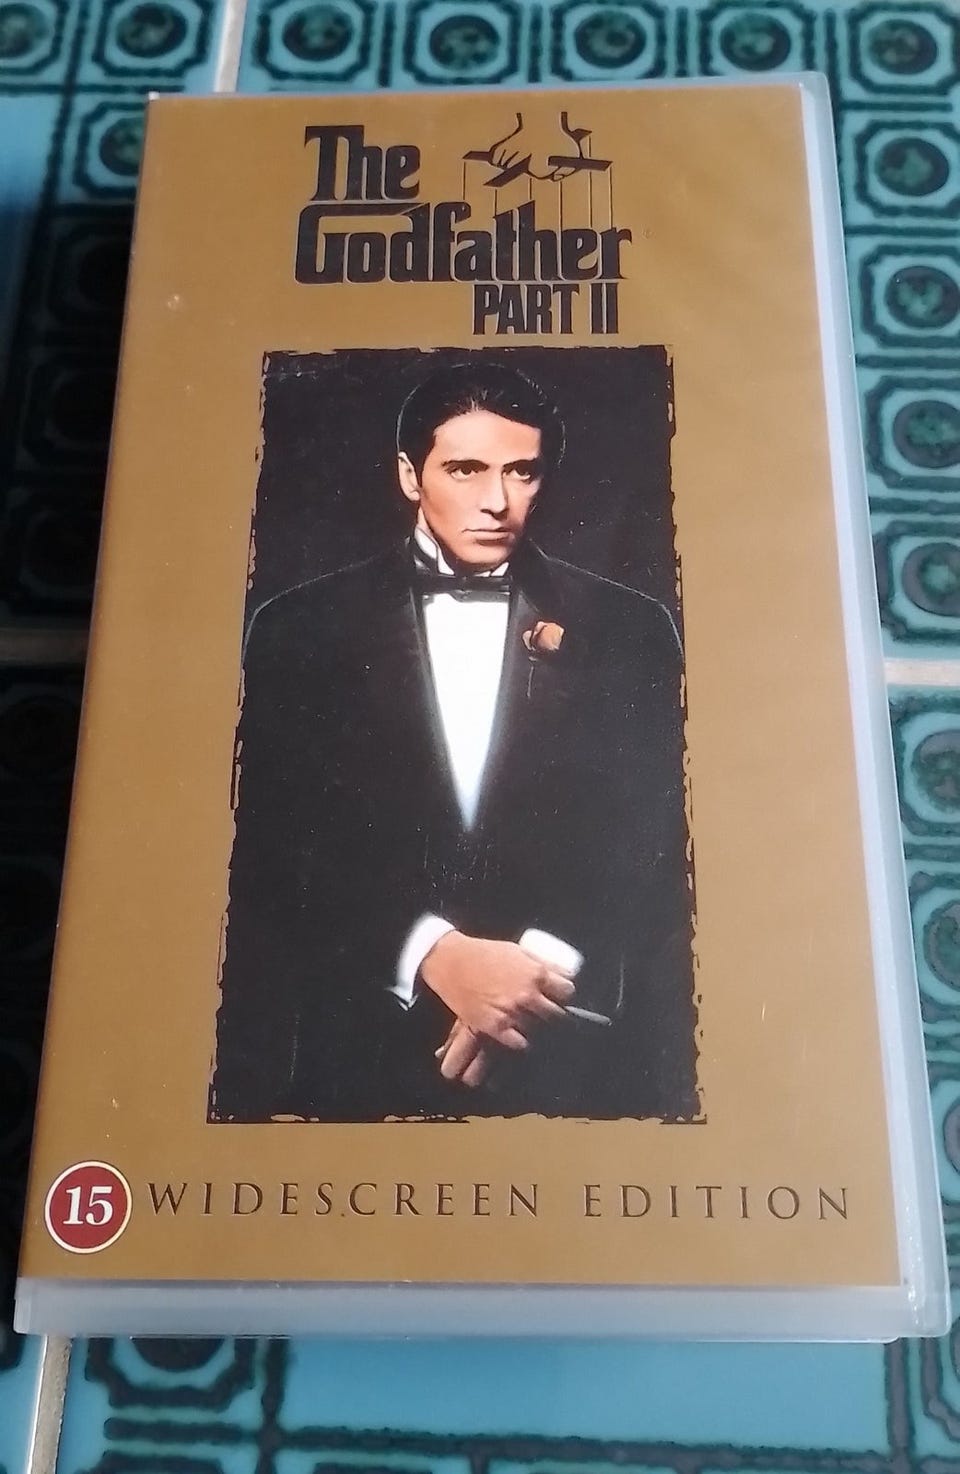 The
Godfather
PART II
15 WIDESCREEN EDITION